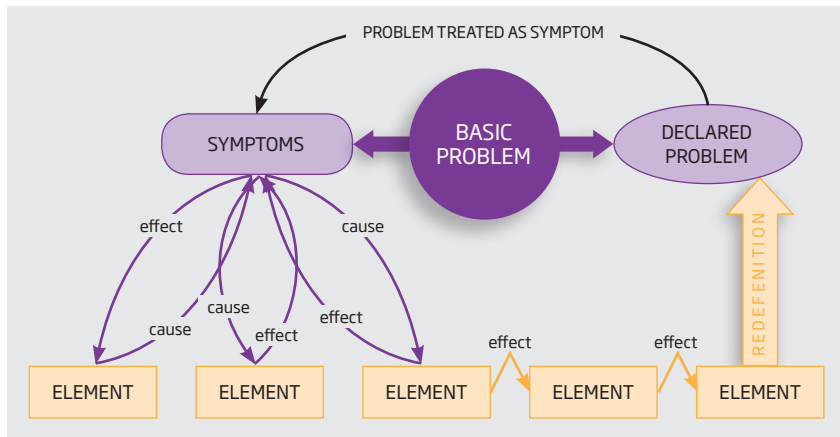 PROBLEM TREATED AS SYMPTOM
SYMPTOMS
BASIC
PROBLEM
DECLARED
PROBLEM
effect
cause
cause
effect
effect
cause
effect
effect
REDEFENITION
ELEMENT
ELEMENT
ELEMENT
ELEMENT
ELEMENT